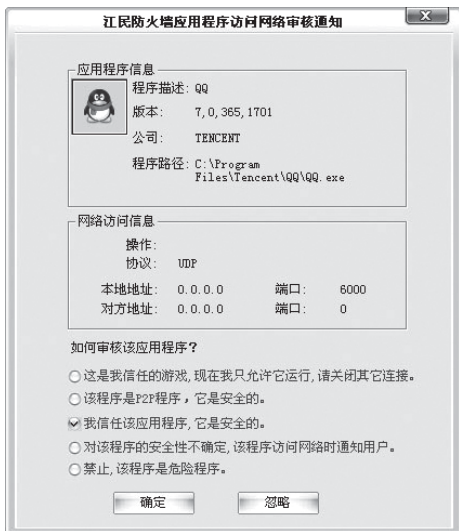 江民防火墙应用程序访问网络审核通知
应用程序信息
程序描述: QQ
版本: 7,0,365,1701
公司: TENCENT
程序路径: C:\Program
Files\Tencent\QQ\QQ.exe
网络访问信息
操作:
协议: UDP
本地地址: 0.0.0.0 端口: 6000
对方地址: 0.0.0.0 端口: 0
如何审核该应用程序?
这是我信任的游戏,现在我只允许它运行,请关闭其它连接。
该程序是P2P程序，它是安全的。
我信任该应用程序,它是安全的。
对该程序的安全性不确定,该程序访问网络时通知用户。
禁止,该程序是危险程序。
确定 忽略